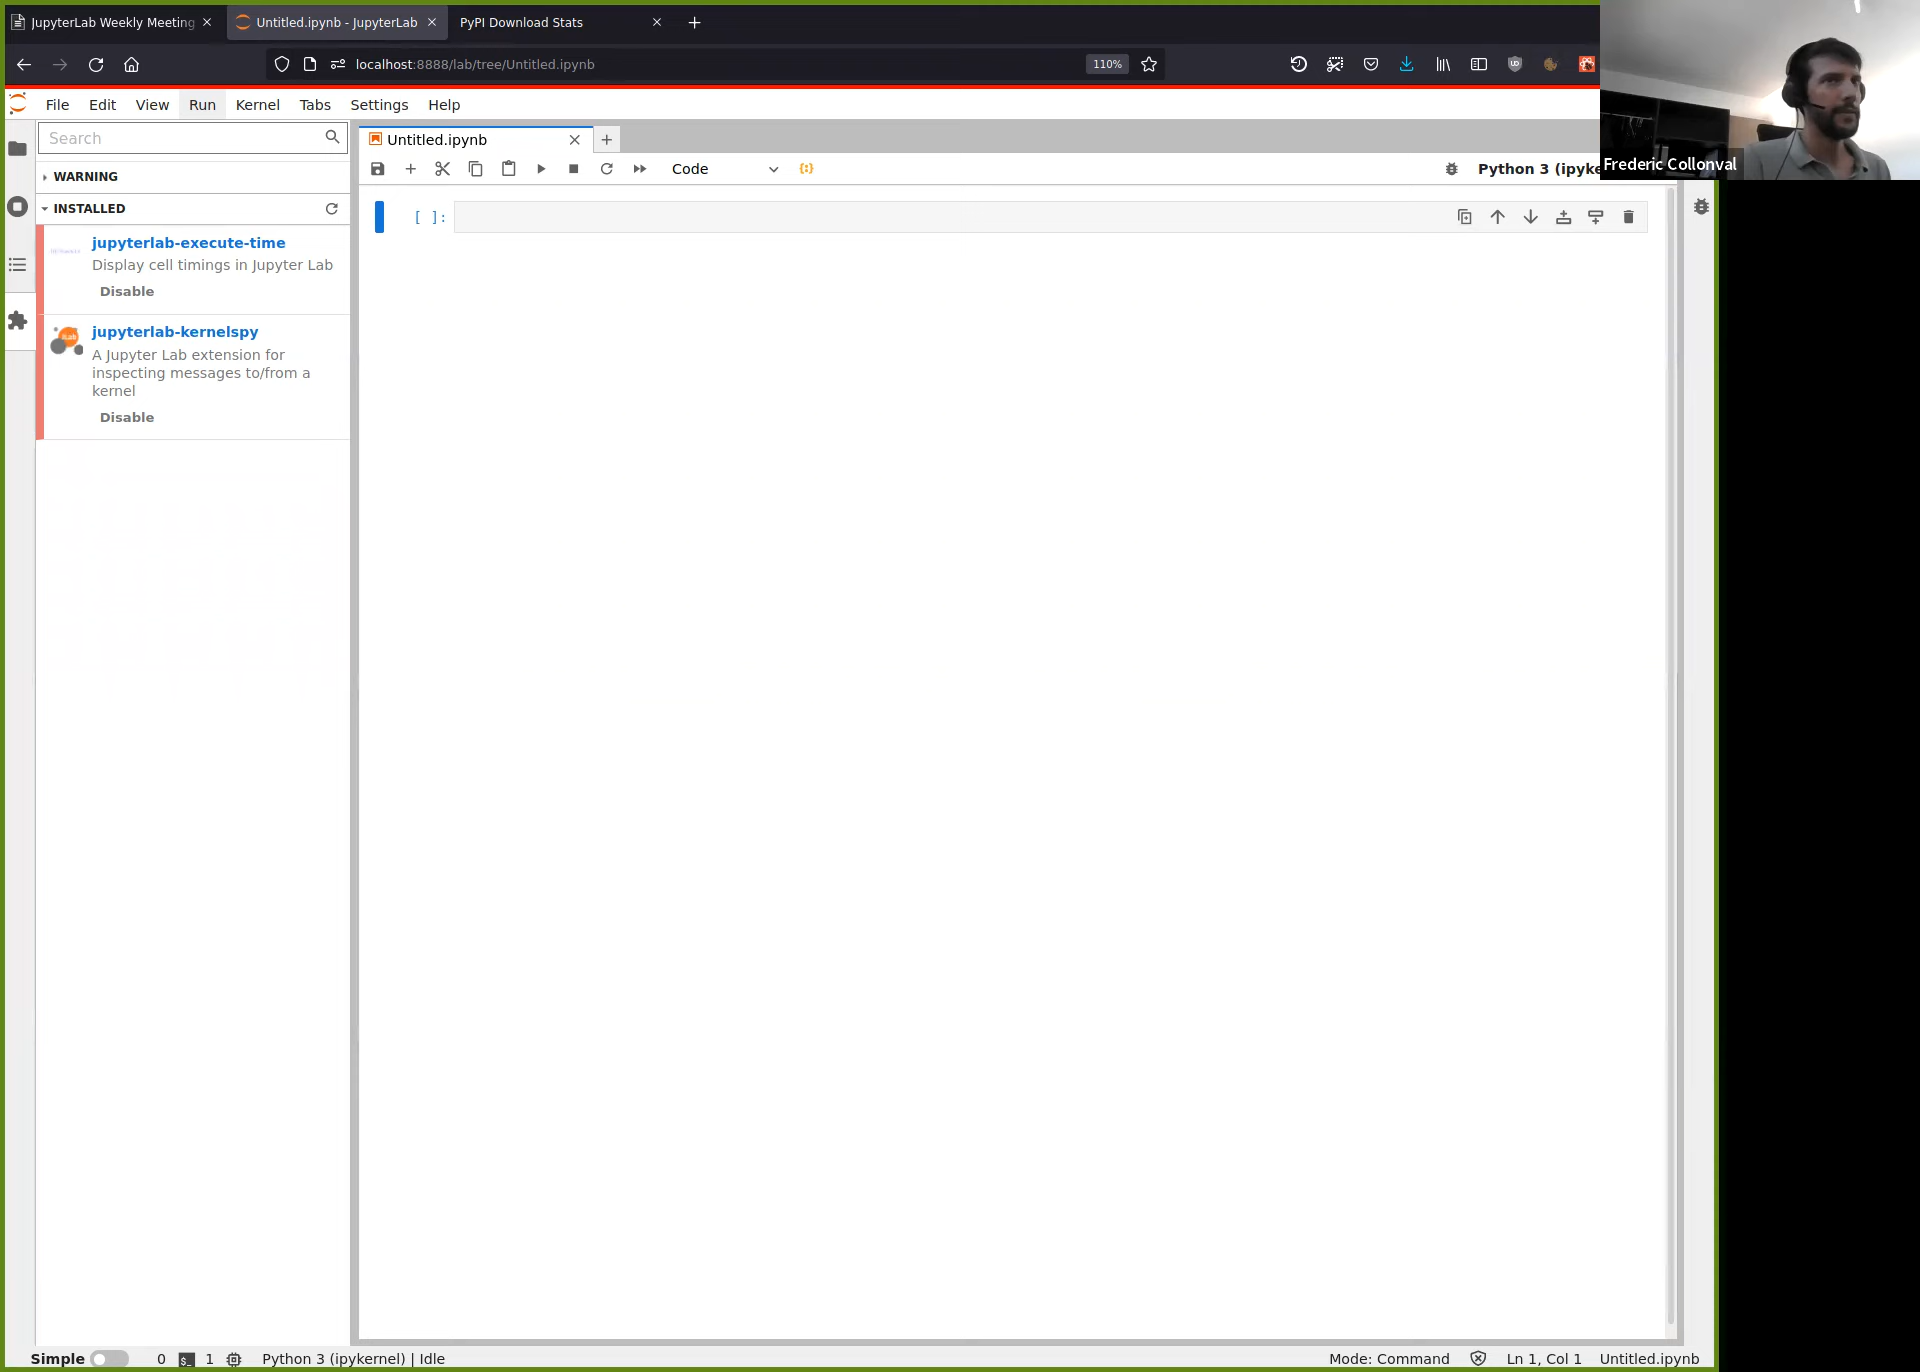 JupyterLab Weekly Meeting
Untitled.ipynb - JupyterLab
PyPI Download Stats
localhost:8888/lab/tree/Untitled.ipynb
110%
File Edit View Run Kernel Tabs Settings Help
Frederic Collonval
Search
Untitled.ipynb
Code
Python 3 (ipyke
WARNING
INSTALLED
[ ]:
jupyterlab-execute-time
Display cell timings in Jupyter Lab
Disable
jupyterlab-kernelspy
A Jupyter Lab extension for
inspecting messages to/from a
kernel
Disable
Simple 0 $_ 1 Python 3 (ipykernel) | Idle
Mode: Command Ln 1, Col 1 Untitled.ipynb